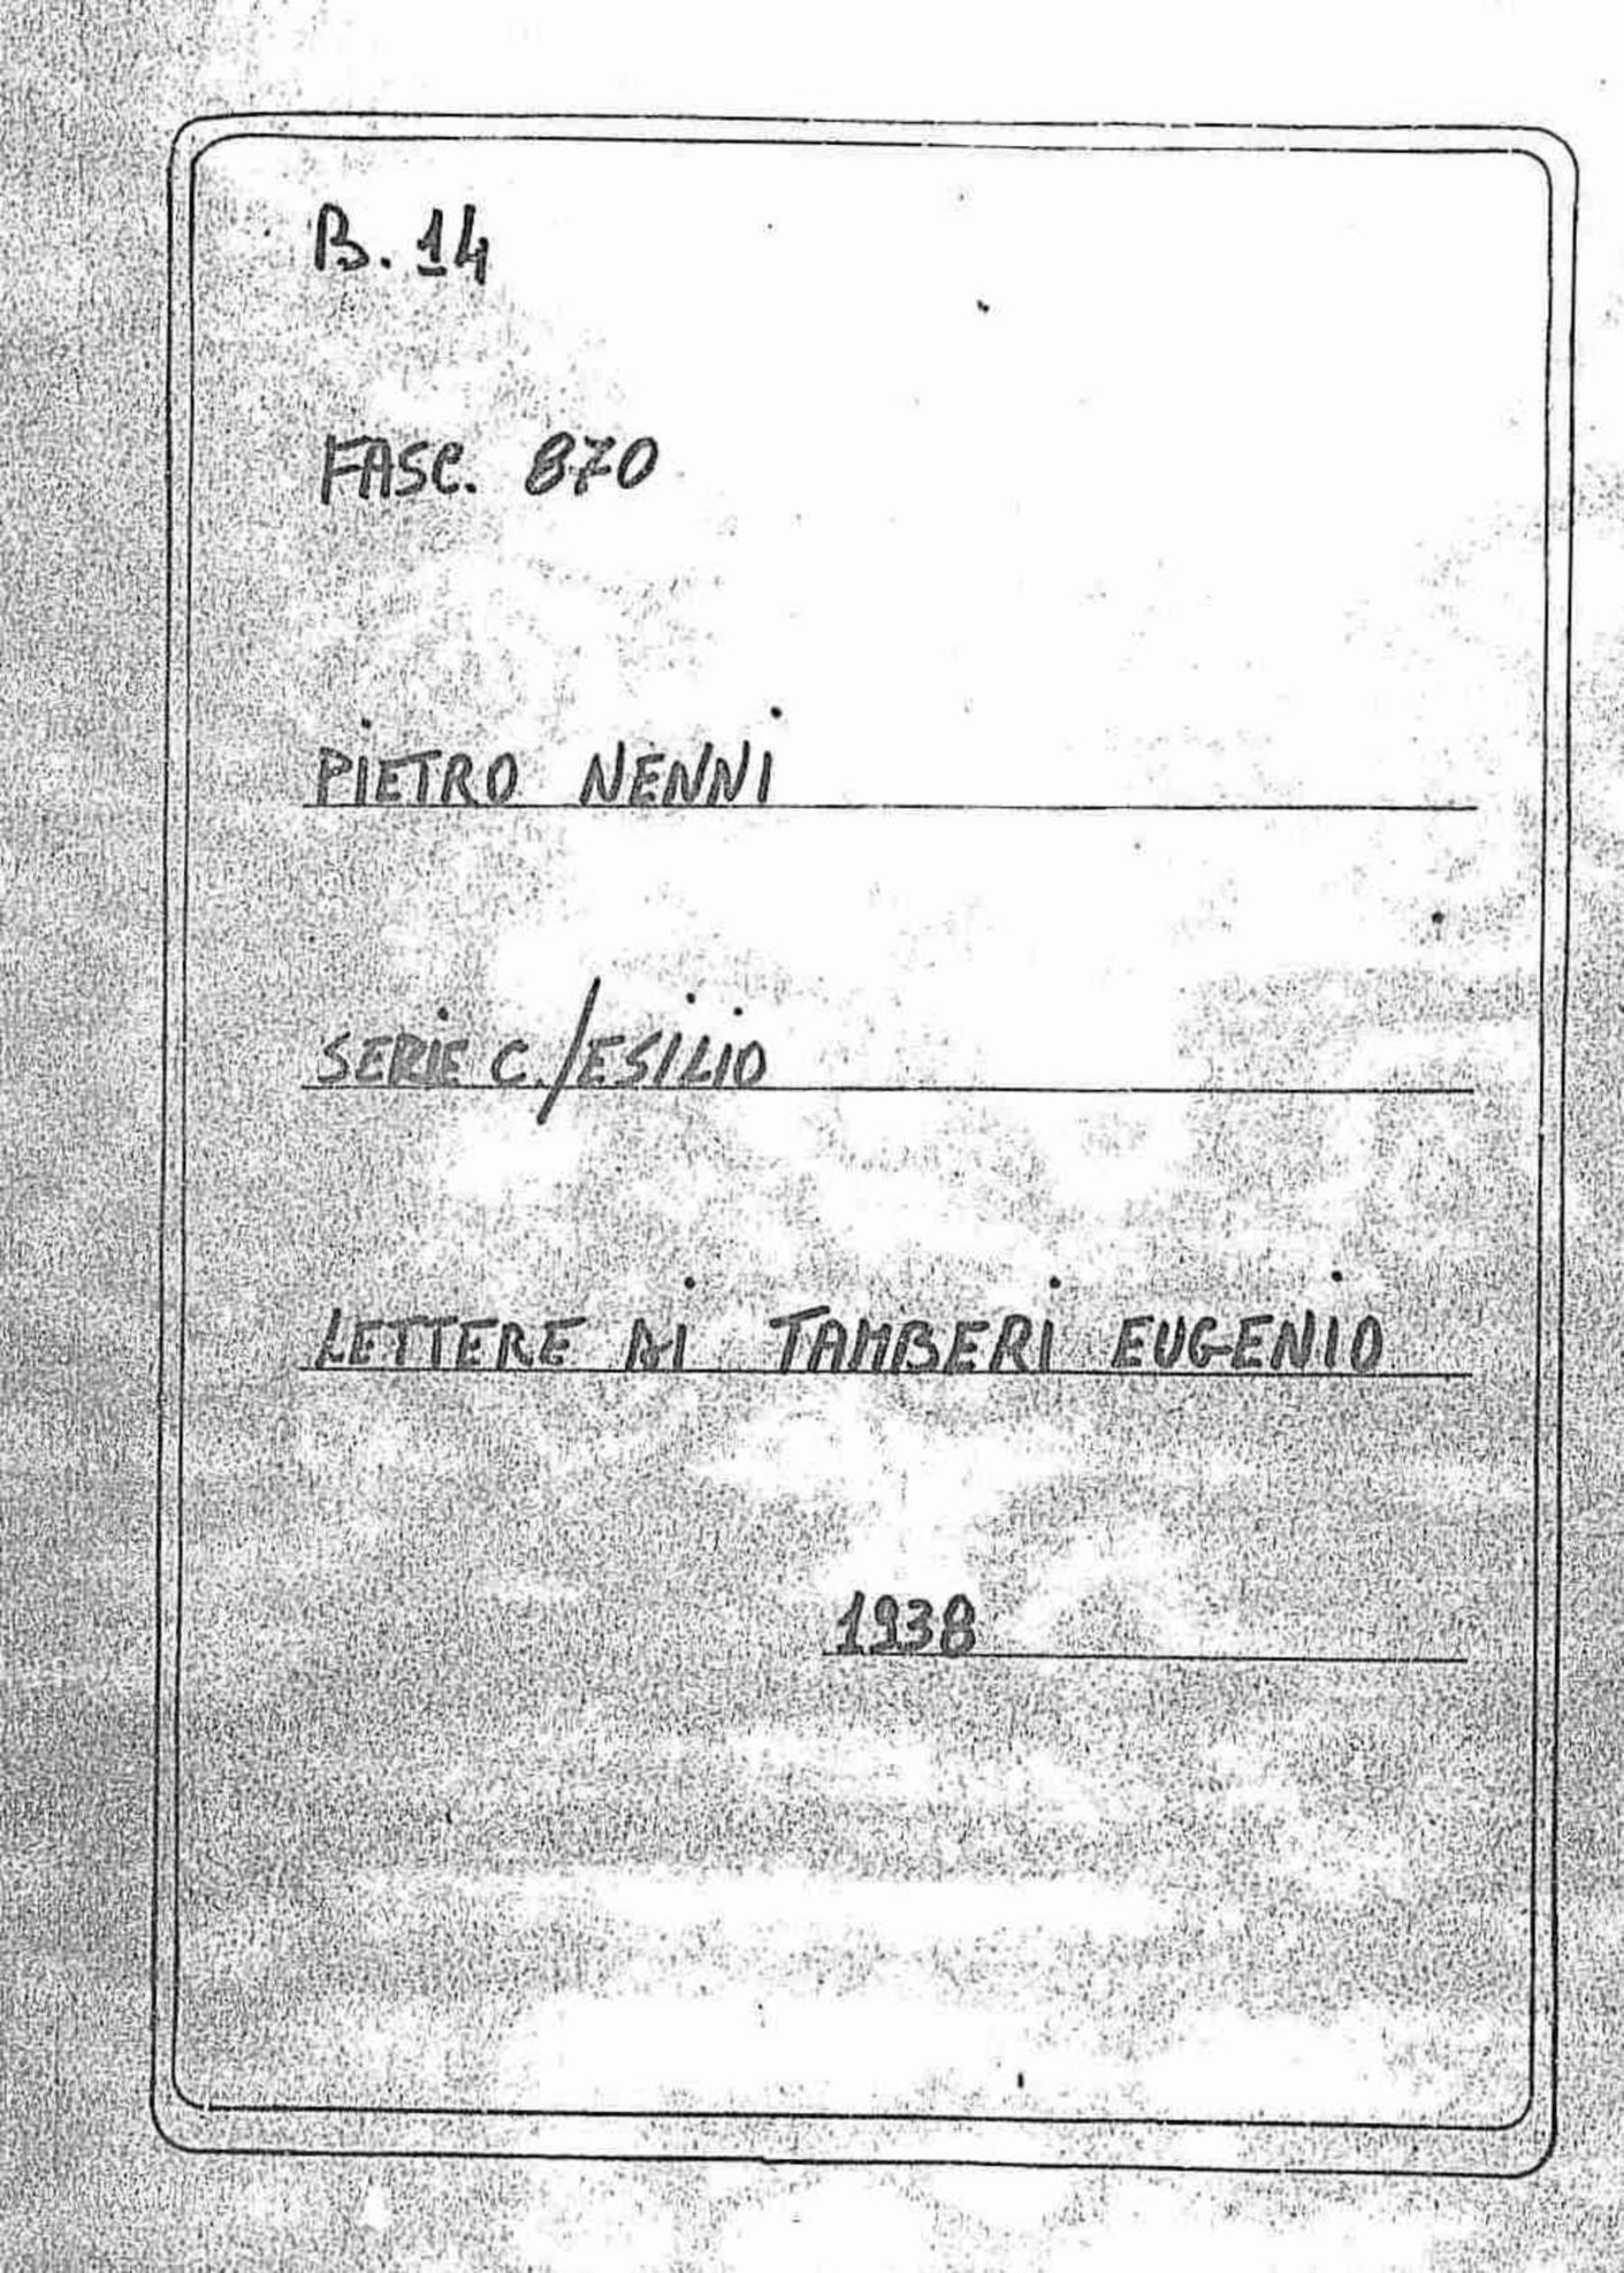 B. 14
FASC. 870
PIETRO NENNI
SERIE C./ESILIO
LETTERE DI TAMBERI EUGENIO
1938